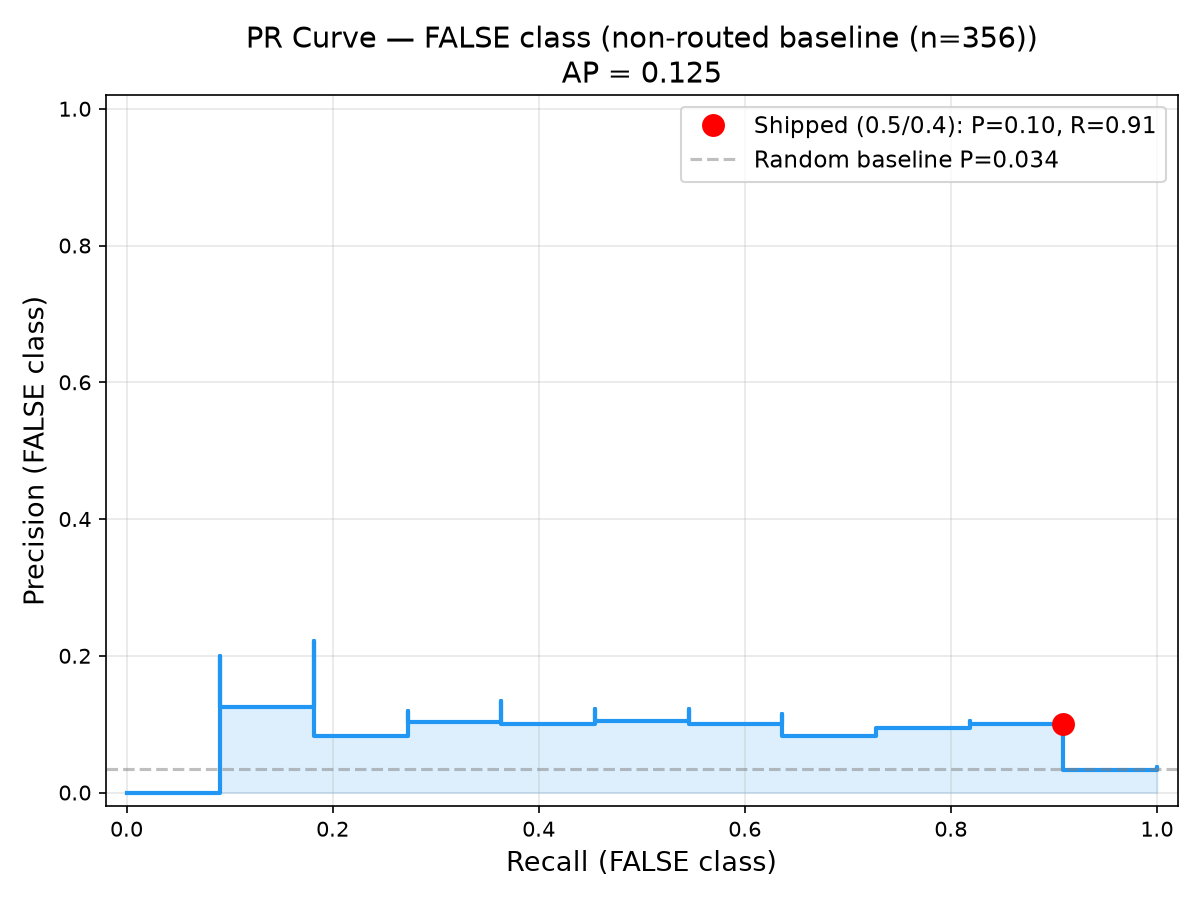 PR Curve — FALSE class (non-routed baseline (n=356))
AP = 0.125
Shipped (0.5/0.4): P=0.10, R=0.91
Random baseline P=0.034
Precision (FALSE class)
1.0
0.8
0.6
0.4
0.2
0.0
0.0 0.2 0.4 0.6 0.8 1.0
Recall (FALSE class)